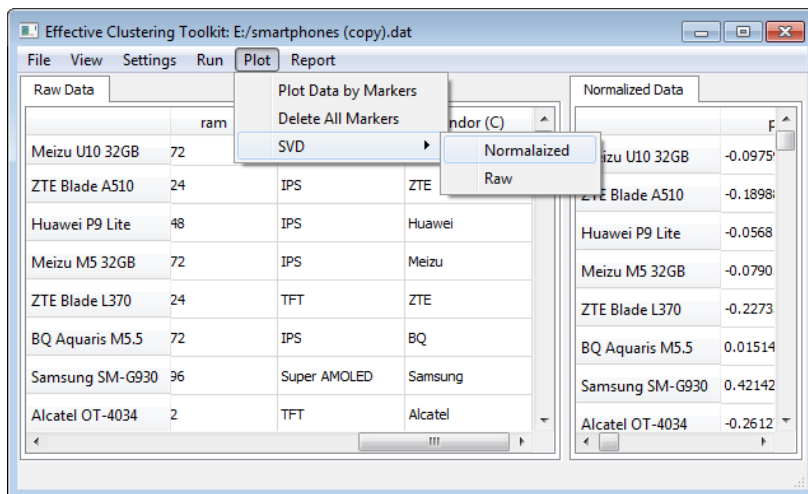 Effective Clustering Toolkit: E:/smartphones (copy).dat
File View Settings Run Plot Report
Raw Data
Plot Data by Markers
Delete All Markers
SVD
Normalaized
Raw
Normalized Data
ram ndor (C) p
Meizu U10 32GB 72 izu U10 32GB -0.0975
ZTE Blade A510 24 IPS ZTE ZTE Blade A510 -0.1898
Huawei P9 Lite 48 IPS Huawei Huawei P9 Lite -0.0568
Meizu M5 32GB 72 IPS Meizu Meizu M5 32GB -0.0790
ZTE Blade L370 24 TFT ZTE ZTE Blade L370 -0.2273
BQ Aquaris M5.5 72 IPS BQ BQ Aquaris M5.5 0.01514
Samsung SM-G930 96 Super AMOLED Samsung Samsung SM-G930 0.42142
Alcatel OT-4034 2 TFT Alcatel Alcatel OT-4034 -0.2612